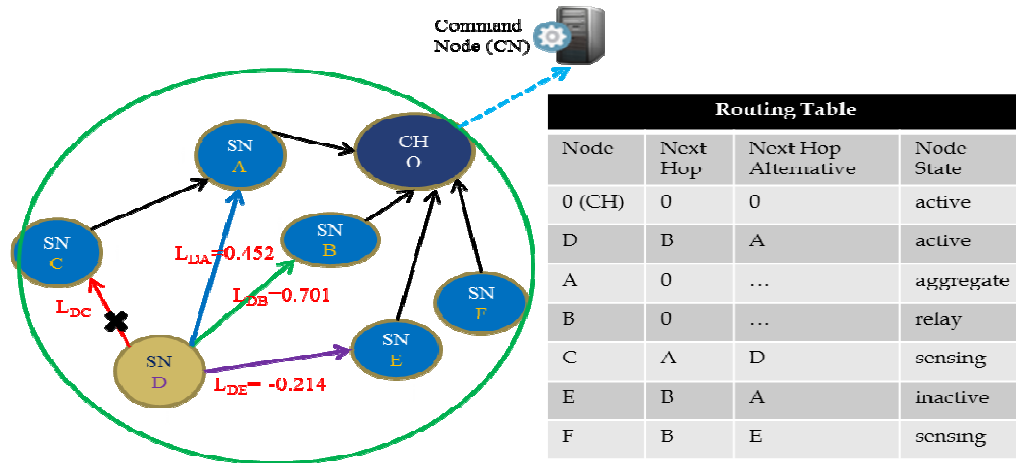 Command
Node (CN)
SN
A
CH
O
SN
C
SN
B
SN
F
SN
E
SN
D
LDA=0.452
LDB=0.701
LDC
LDE= -0.214
Routing Table
Node Next Hop Next Hop Alternative Node State
0 (CH) 0 0 active
D B A active
A 0 ... aggregate
B 0 ... relay
C A D sensing
E B A inactive
F B E sensing